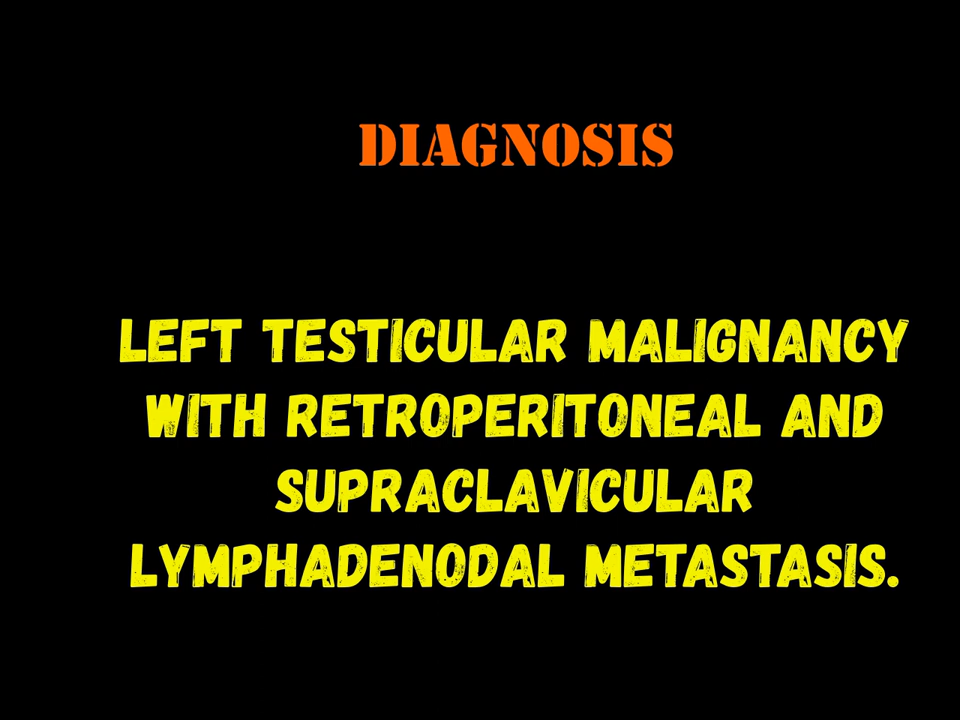 DIAGNOSIS
LEFT TESTICULAR MALIGNANCY
WITH RETROPERITONEAL AND
SUPRACLAVICULAR
LYMPHADENODAL METASTASIS.